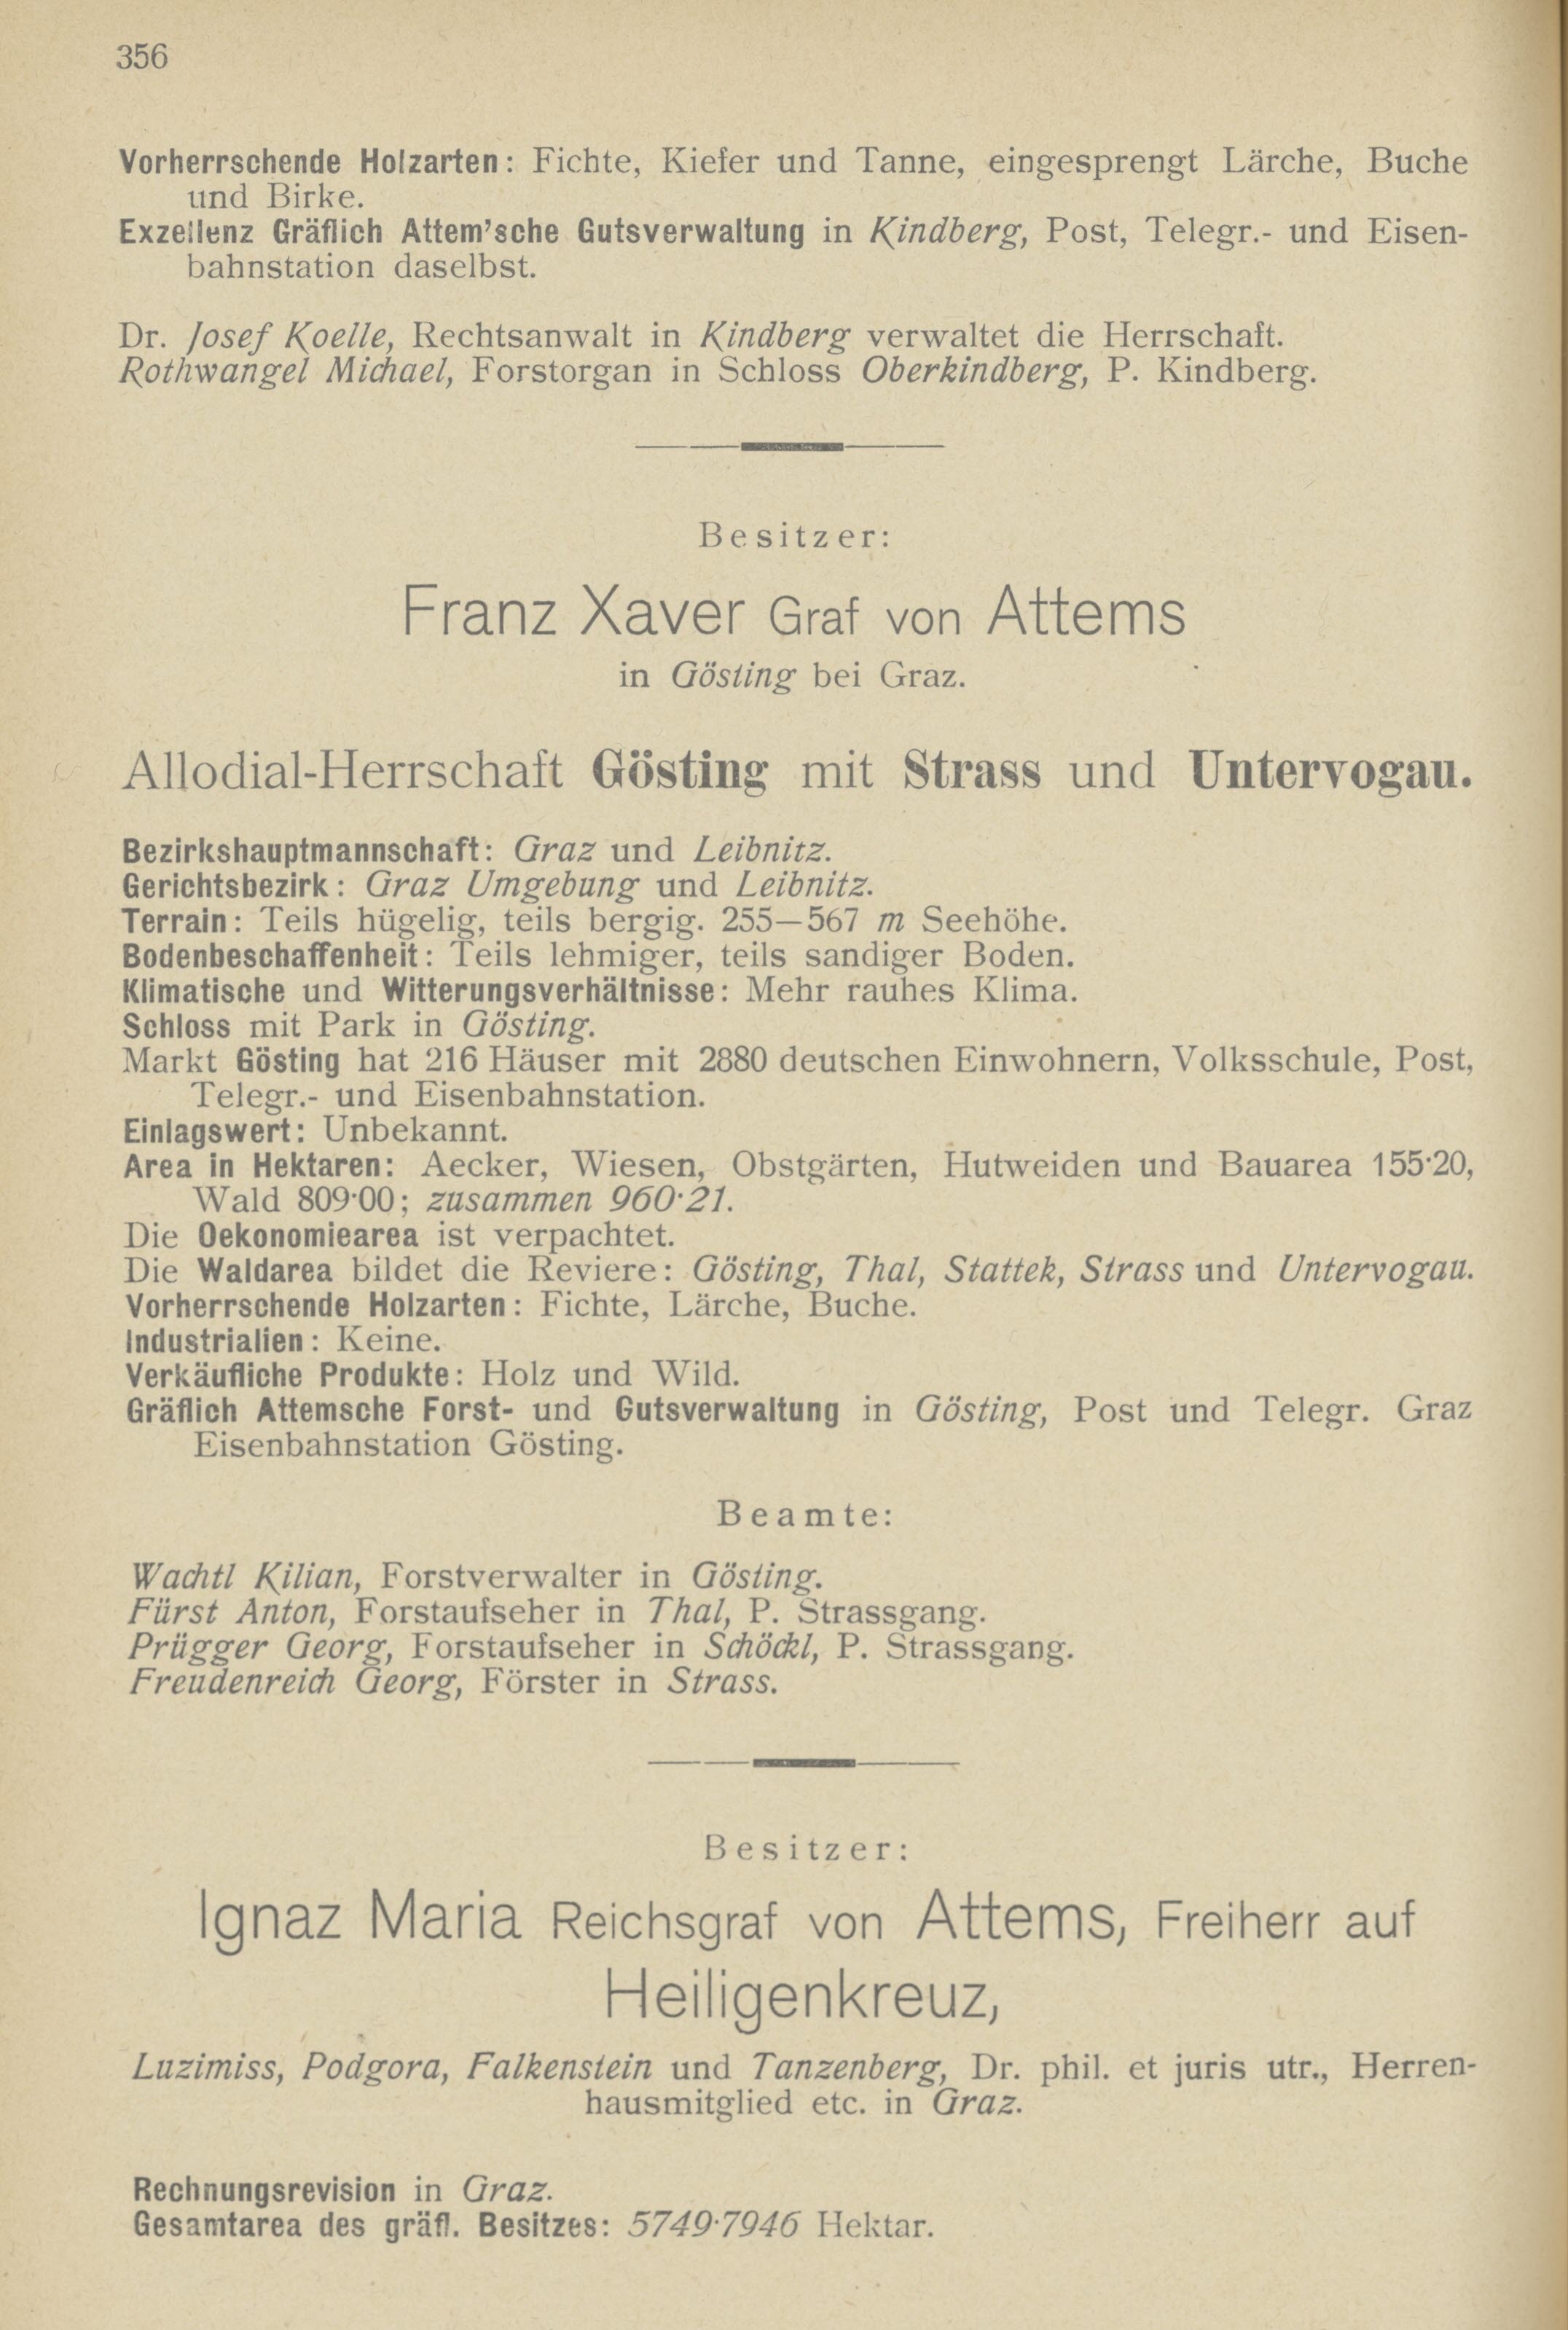 356
Vorherrschende Holzarten: Fichte, Kiefer und Tanne, eingesprengt Lärche, Buche
und Birke.
Exzellenz Gräflich Attem'sche Gutsverwaltung in Kindberg, Post, Telegr.- und Eisen-
bahnstation daselbst.
Dr. Josef Koelle, Rechtsanwalt in Kindberg verwaltet die Herrschaft.
Rothwangel Michael, Forstorgan in Schloss Oberkindberg, P. Kindberg.
Besitzer:
Franz Xaver Graf von Attems
in Gösting bei Graz.
Allodial-Herrschaft Gösting mit Strass und Untervogau.
Bezirkshauptmannschaft: Graz und Leibnitz.
Gerichtsbezirk: Graz Umgebung und Leibnitz.
Terrain: Teils hügelig, teils bergig. 255—567 m Seehöhe.
Bodenbeschaffenheit: Teils lehmiger, teils sandiger Boden.
Klimatische und Witterungsverhältnisse: Mehr rauhes Klima.
Schloss mit Park in Gösting.
Markt Gösting hat 216 Häuser mit 2880 deutschen Einwohnern, Volksschule, Post,
Telegr.- und Eisenbahnstation.
Einlagswert: Unbekannt.
Area in Hektaren: Aecker, Wiesen, Obstgärten, Hutweiden und Bauarea 155·20,
Wald 809·00; zusammen 960·21.
Die Oekonomiearea ist verpachtet.
Die Waldarea bildet die Reviere: Gösting, Thal, Stattek, Strass und Untervogau.
Vorherrschende Holzarten: Fichte, Lärche, Buche.
Industrialien: Keine.
Verkäufliche Produkte: Holz und Wild.
Gräflich Attemsche Forst- und Gutsverwaltung in Gösting, Post und Telegr. Graz
Eisenbahnstation Gösting.
Beamte:
Wachtl Kilian, Forstverwalter in Gösting.
Fürst Anton, Forstaufseher in Thal, P. Strassgang.
Prügger Georg, Forstaufseher in Schöckl, P. Strassgang.
Freudenreich Georg, Förster in Strass.
Besitzer:
Ignaz Maria Reichsgraf von Attems, Freiherr auf
Heiligenkreuz,
Luzimiss, Podgora, Falkenstein und Tanzenberg, Dr. phil. et juris utr., Herren-
hausmitglied etc. in Graz.
Rechnungsrevision in Graz.
Gesamtarea des gräfl. Besitzes: 5749·7946 Hektar.